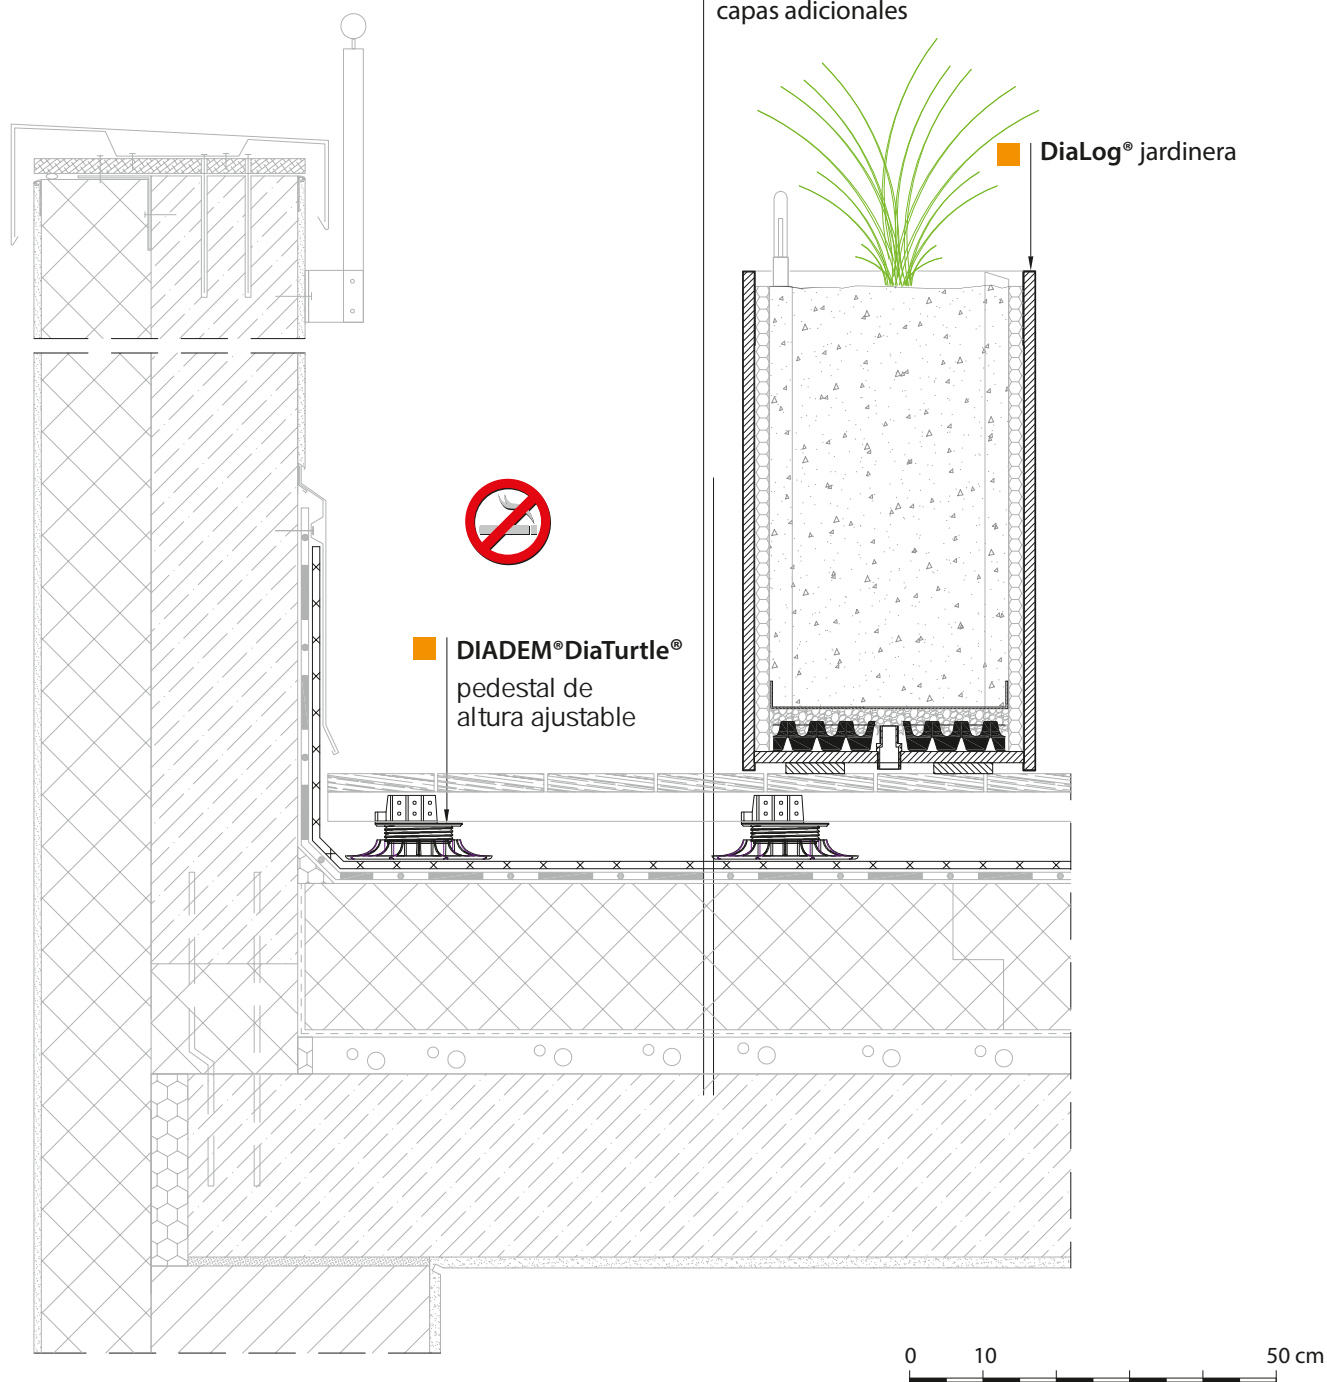 capas adicionales
DiaLog® jardinera
DIADEM®DiaTurtle®
pedestal de
altura ajustable
0 10 50 cm